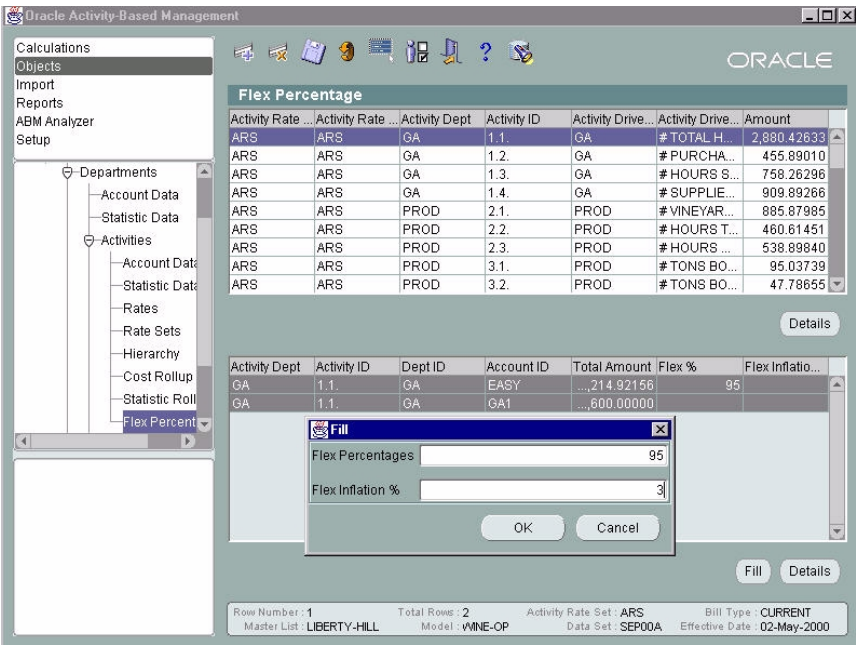 Oracle Activity-Based Management
Calculations
Objects
Import
Reports
ABM Analyzer
Setup
ORACLE
Departments
Account Data
Statistic Data
Activities
Account Data
Statistic Data
Rates
Rate Sets
Hierarchy
Cost Rollup
Statistic Roll
Flex Percent
Flex Percentage
Activity Rate ... Activity Rate ... Activity Dept Activity ID Activity Drive... Activity Drive... Amount
ARS ARS GA 1.1. GA # TOTAL H... 2,880.42633
ARS ARS GA 1.2. GA # PURCHA... 455.89010
ARS ARS GA 1.3. GA # HOURS S... 758.26296
ARS ARS GA 1.4. GA # SUPPLIE... 909.89266
ARS ARS PROD 2.1. PROD # VINEYAR... 885.87985
ARS ARS PROD 2.2. PROD # HOURS T... 460.61451
ARS ARS PROD 2.3. PROD # HOURS ... 538.89840
ARS ARS PROD 3.1. PROD # TONS BO... 95.03739
ARS ARS PROD 3.2. PROD # TONS BO... 47.78655
Details
Activity Dept Activity ID Dept ID Account ID Total Amount Flex % Flex Inflatio...
GA 1.1. GA EASY ...,214.92156 95
GA 1.1. GA GA1 ...,600.00000
Fill
Flex Percentages 95
Flex Inflation % 3
OK Cancel
Fill Details
Row Number : 1 Total Rows : 2 Activity Rate Set : ARS Bill Type : CURRENT
Master List : LIBERTY-HILL Model : WINE-OP Data Set : SEP00A Effective Date : 02-May-2000